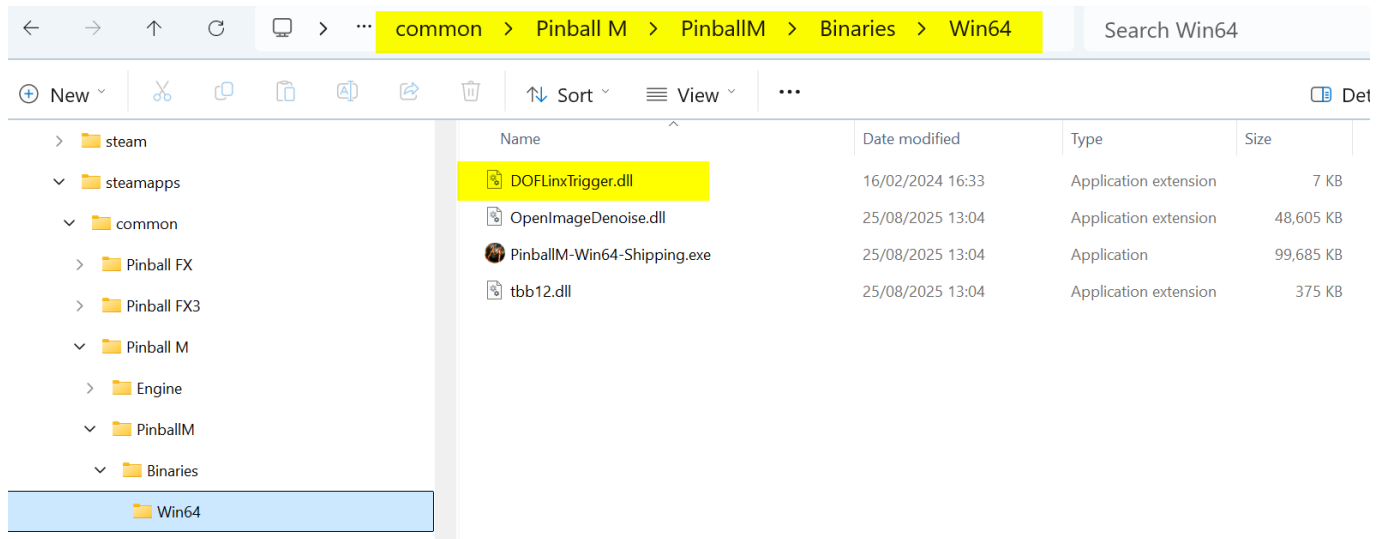 ... common > Pinball M > PinballM > Binaries > Win64 Search Win64
New Sort View ... Det
steam
steamapps
common
Pinball FX
Pinball FX3
Pinball M
Engine
PinballM
Binaries
Win64
Name Date modified Type Size
DOFLinxTrigger.dll 16/02/2024 16:33 Application extension 7 KB
OpenImageDenoise.dll 25/08/2025 13:04 Application extension 48,605 KB
PinballM-Win64-Shipping.exe 25/08/2025 13:04 Application 99,685 KB
tbb12.dll 25/08/2025 13:04 Application extension 375 KB